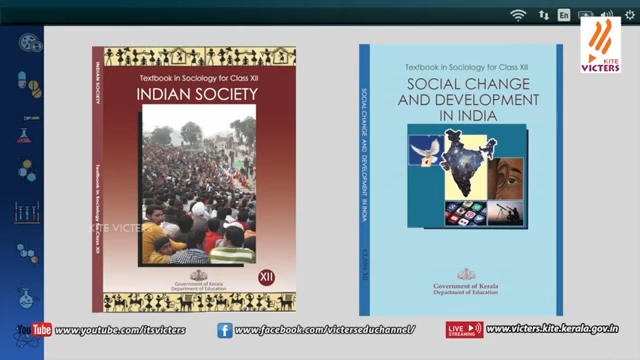 En
KITE
VICTERS
INDIAN SOCIETY
Textbook in Sociology for Class XII
Textbook in Sociology for Class XII
INDIAN SOCIETY
KITE VICTERS
Government of Kerala
Department of Education
XII
SOCIAL CHANGE AND DEVELOPMENT IN INDIA
Textbook in Sociology for Class XII
SOCIAL CHANGE
AND DEVELOPMENT
IN INDIA
Government of Kerala
Department of Education
YouTube www.youtube.com/itsvicters
f www.facebook.com/victerseduchannel/
LIVE STREAMING www.victers.kite.kerala.gov.in